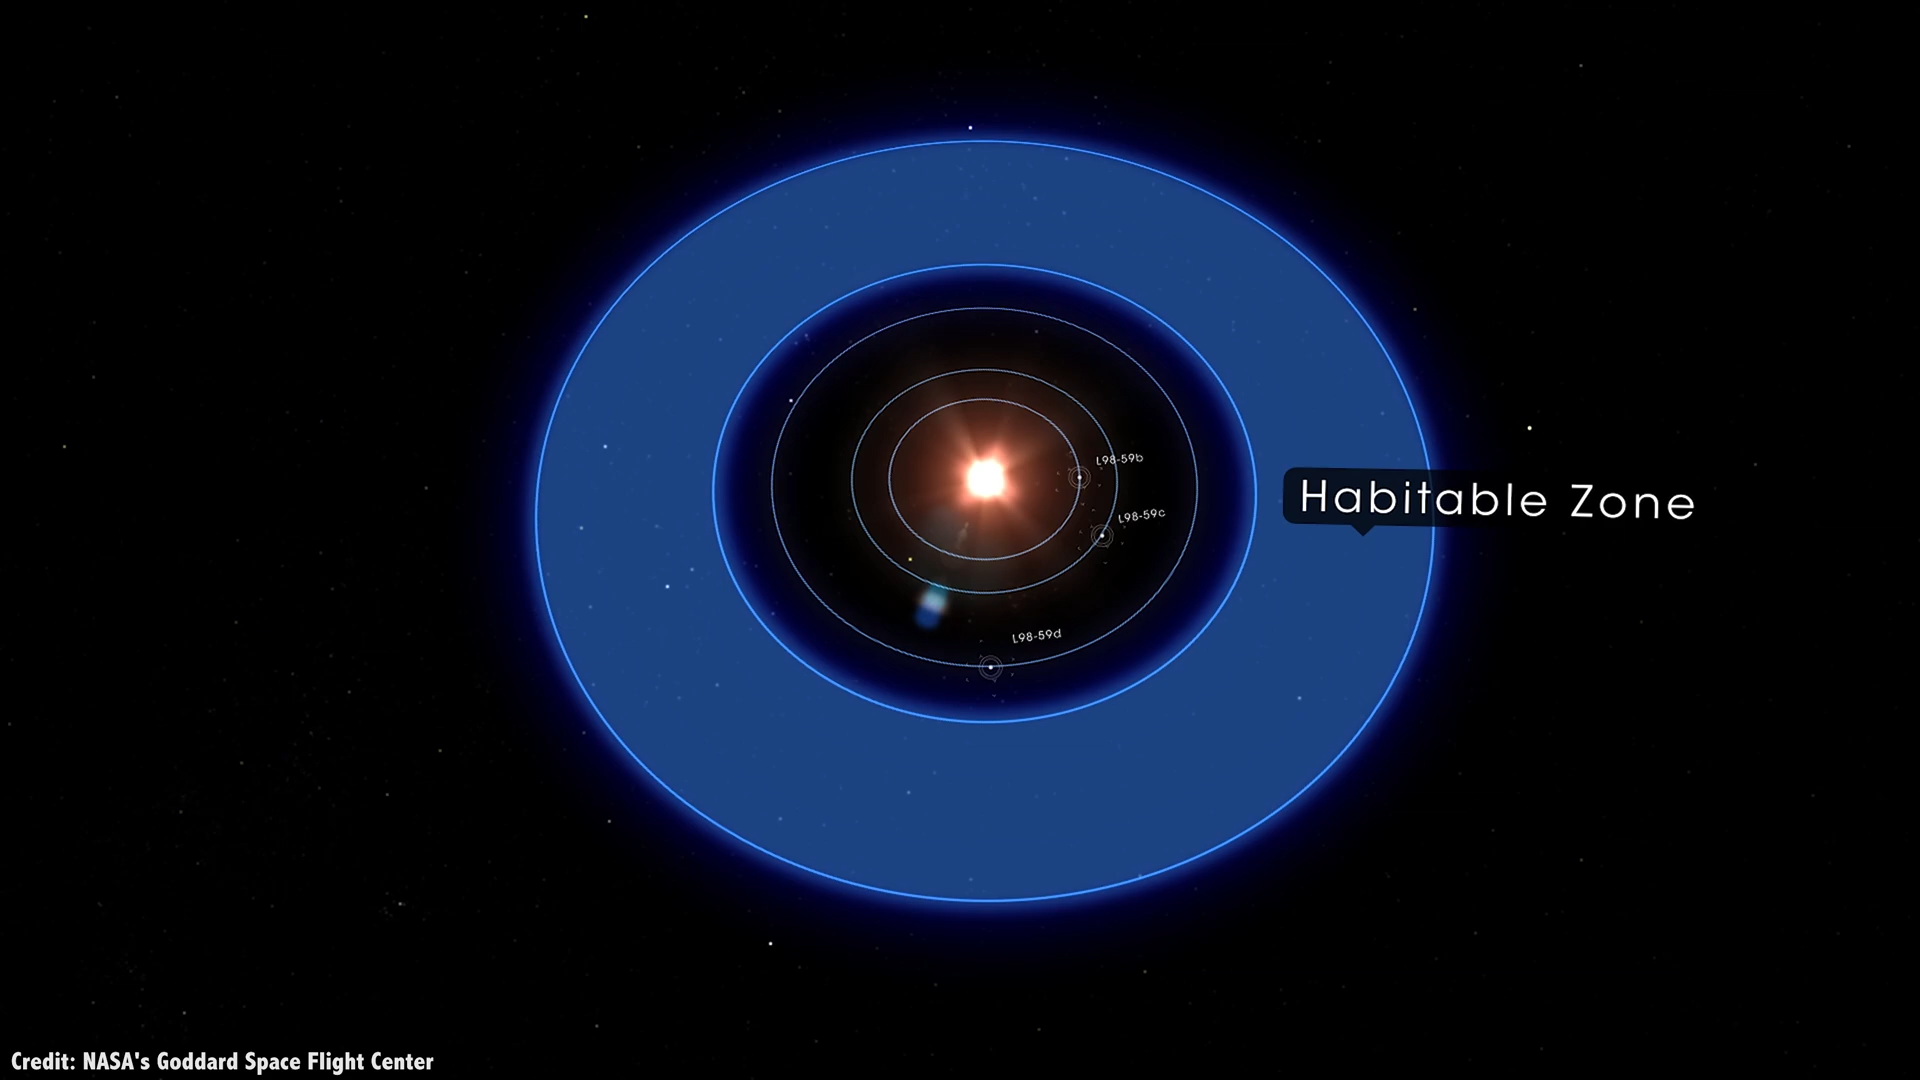 L98-59b
Habitable Zone
L98-59c
L98-59d
Credit: NASA's Goddard Space Flight Center